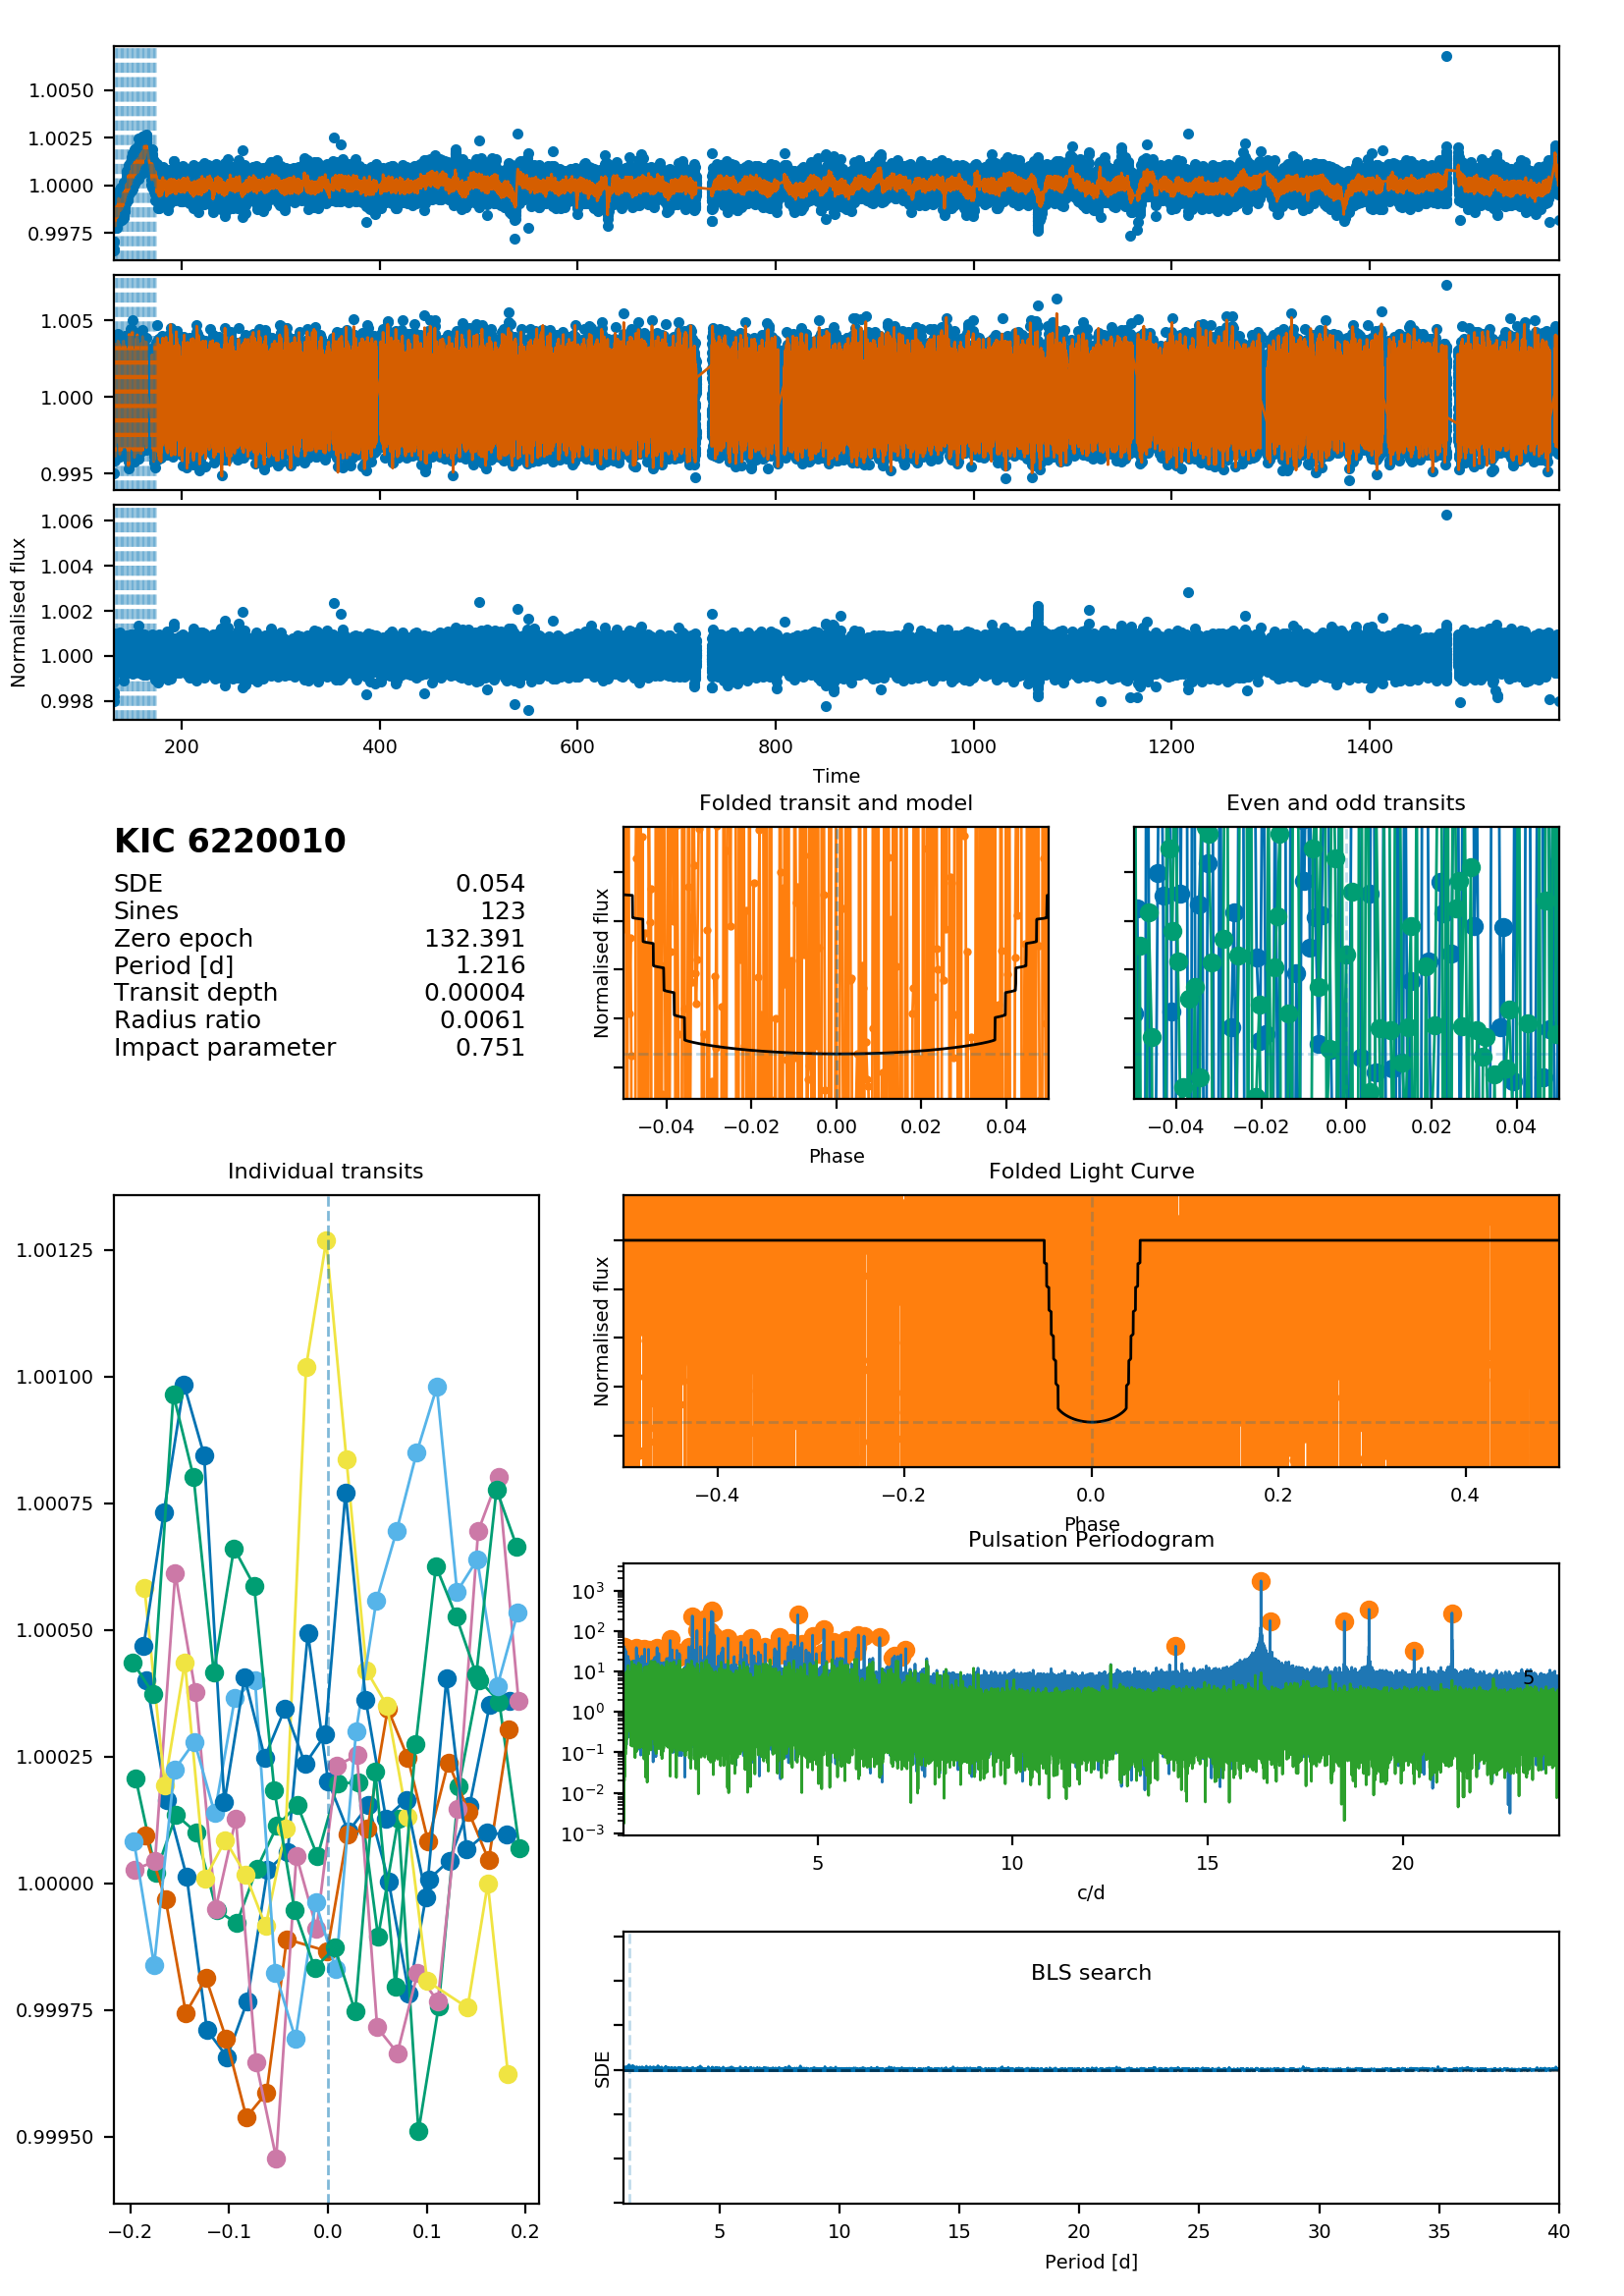 1.0050
1.0025
1.0000
0.9975
1.005
1.000
0.995
1.006
1.004
1.002
1.000
0.998
Normalised flux
200 400 600 800 1000 1200 1400
Time
KIC 6220010
SDE 0.054
Sines 123
Zero epoch 132.391
Period [d] 1.216
Transit depth 0.00004
Radius ratio 0.0061
Impact parameter 0.751
Folded transit and model
Normalised flux
−0.04 −0.02 0.00 0.02 0.04
Phase
Even and odd transits
−0.04 −0.02 0.00 0.02 0.04
Individual transits
1.00125
1.00100
1.00075
1.00050
1.00025
1.00000
0.99975
0.99950
−0.2 −0.1 0.0 0.1 0.2
Folded Light Curve
Normalised flux
−0.4 −0.2 0.0 0.2 0.4
Phase
Pulsation Periodogram
10³
10²
10¹
10⁰
10⁻¹
10⁻²
10⁻³
5
5 10 15 20
c/d
BLS search
SDE
5 10 15 20 25 30 35 40
Period [d]